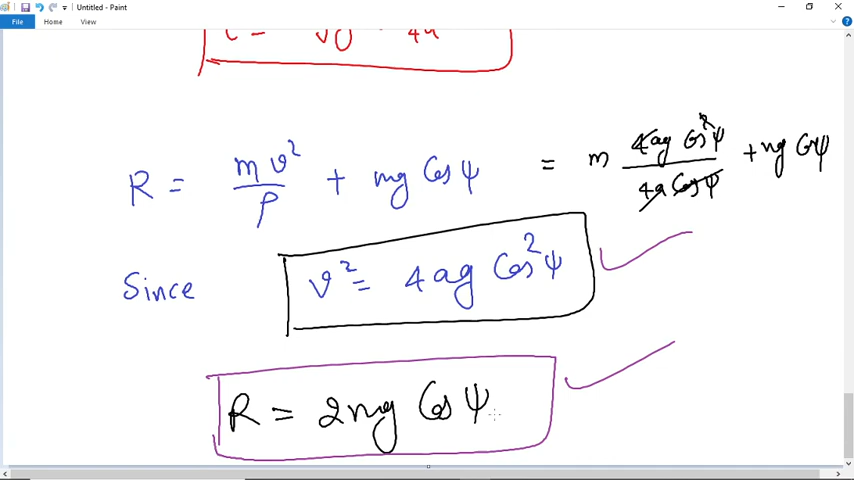 Untitled - Paint
File Home View
R = mv²/ρ + mg Cos ψ = m 4ag Cos²ψ / 4a Cos ψ + mg Cos ψ
Since v² = 4ag Cos²ψ
R = 2mg Cos ψ